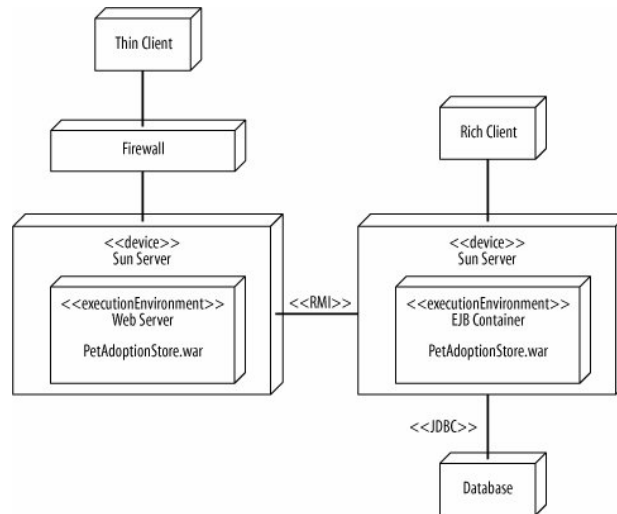 Thin Client
Firewall
Rich Client
<<device>>
Sun Server
<<executionEnvironment>>
Web Server
PetAdoptionStore.war
<<RMI>>
<<device>>
Sun Server
<<executionEnvironment>>
EJB Container
PetAdoptionStore.war
<<JDBC>>
Database